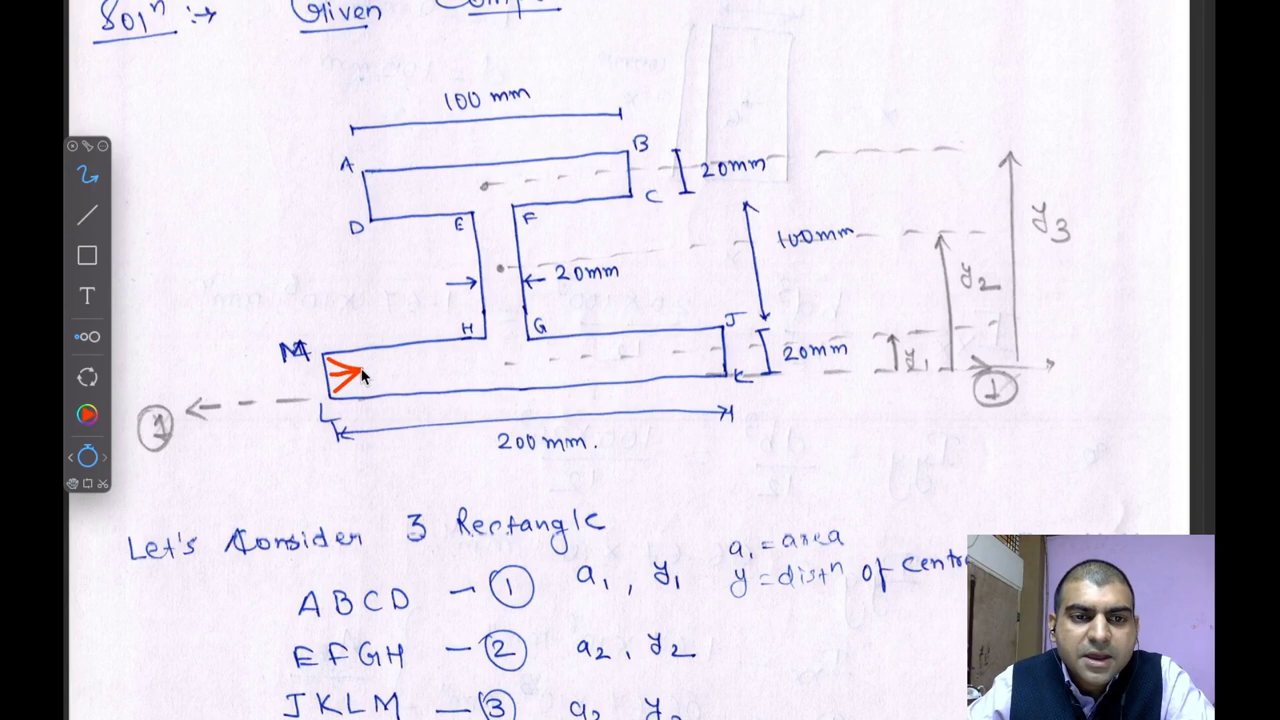 Solⁿ :→ Given
100 mm
A B
20mm
D E F C
100mm
y3
20mm
y2
H G J
M
20mm
y1
K
1
L
1
200 mm.
Let's Consider 3 Rectangle
a₁ = area
y = distⁿ of centr
ABCD – 1 a₁, y₁
EFGH – 2 a₂, y₂
JKLM – 3
T